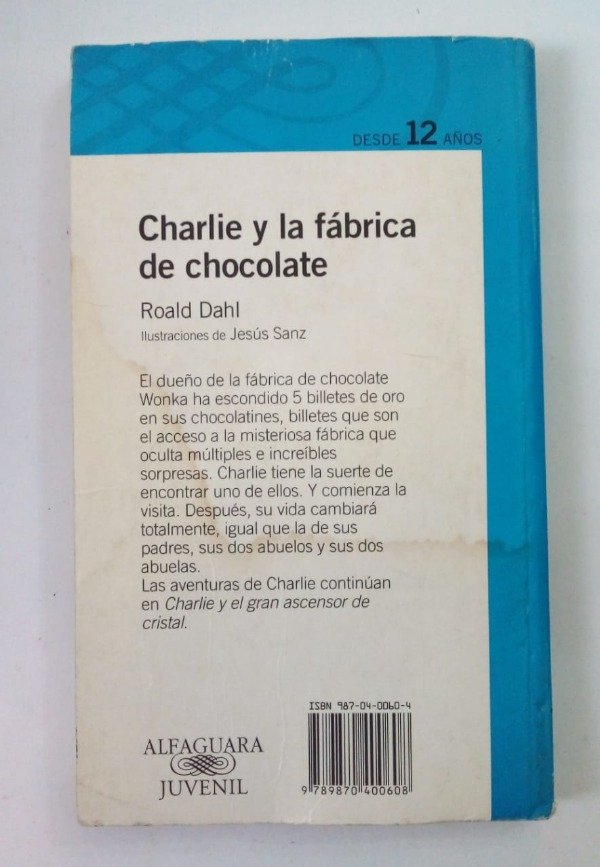 DESDE 12 AÑOS
Charlie y la fábrica
de chocolate
Roald Dahl
Ilustraciones de Jesús Sanz
El dueño de la fábrica de chocolate
Wonka ha escondido 5 billetes de oro
en sus chocolatines, billetes que son
el acceso a la misteriosa fábrica que
oculta múltiples e increíbles
sorpresas. Charlie tiene la suerte de
encontrar uno de ellos. Y comienza la
visita. Después, su vida cambiará
totalmente, igual que la de sus
padres, sus dos abuelos y sus dos
abuelas.
Las aventuras de Charlie continúan
en Charlie y el gran ascensor de
cristal.
ISBN 987-04-0060-4
9 789870 400608
ALFAGUARA
JUVENIL